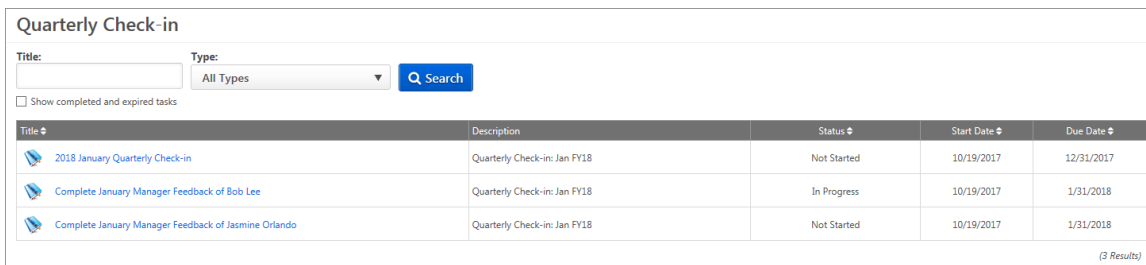 Quarterly Check-in
Title: Type:
All Types Search
Show completed and expired tasks
Title Description Status Start Date Due Date
2018 January Quarterly Check-in Quarterly Check-in: Jan FY18 Not Started 10/19/2017 12/31/2017
Complete January Manager Feedback of Bob Lee Quarterly Check-in: Jan FY18 In Progress 10/19/2017 1/31/2018
Complete January Manager Feedback of Jasmine Orlando Quarterly Check-in: Jan FY18 Not Started 10/19/2017 1/31/2018
(3 Results)